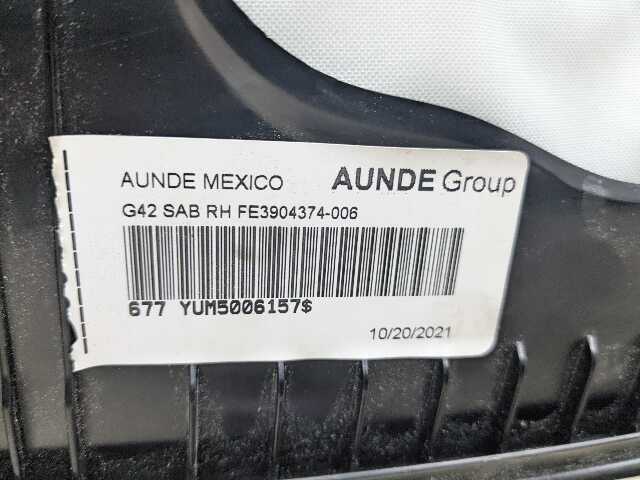 AUNDE MEXICO AUNDE Group
G42 SAB RH FE3904374-006
677 YUM5006157$
10/20/2021